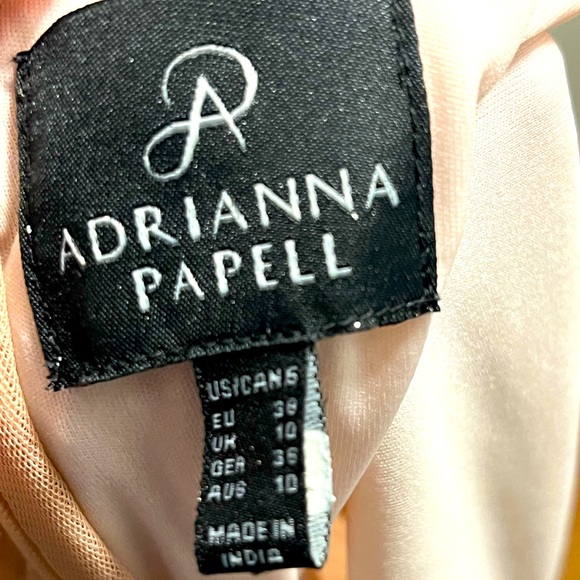 ADRIANNA
PAPELL
US/CAN 6
EU 38
UK 10
GER 36
AUS 10
MADE IN
INDIA